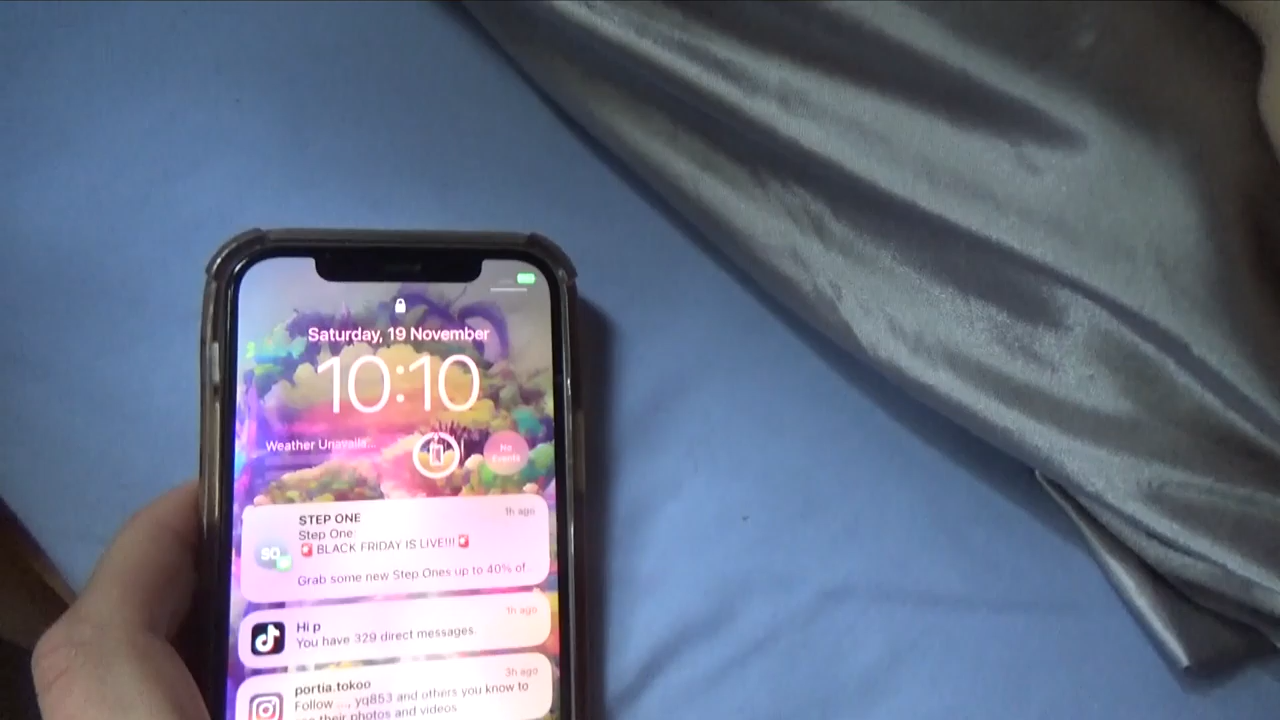 Saturday, 19 November
10:10
Weather Unavaila...
No
Events
STEP ONE
1h ago
Step One
🚨 BLACK FRIDAY IS LIVE!!! 🚨
Grab some new Step Ones up to 40% of
SO
Hi p
1h ago
You have 329 direct messages.
portia.tokoo
3h ago
Follow ..., yq853 and others you know to
their photos and videos